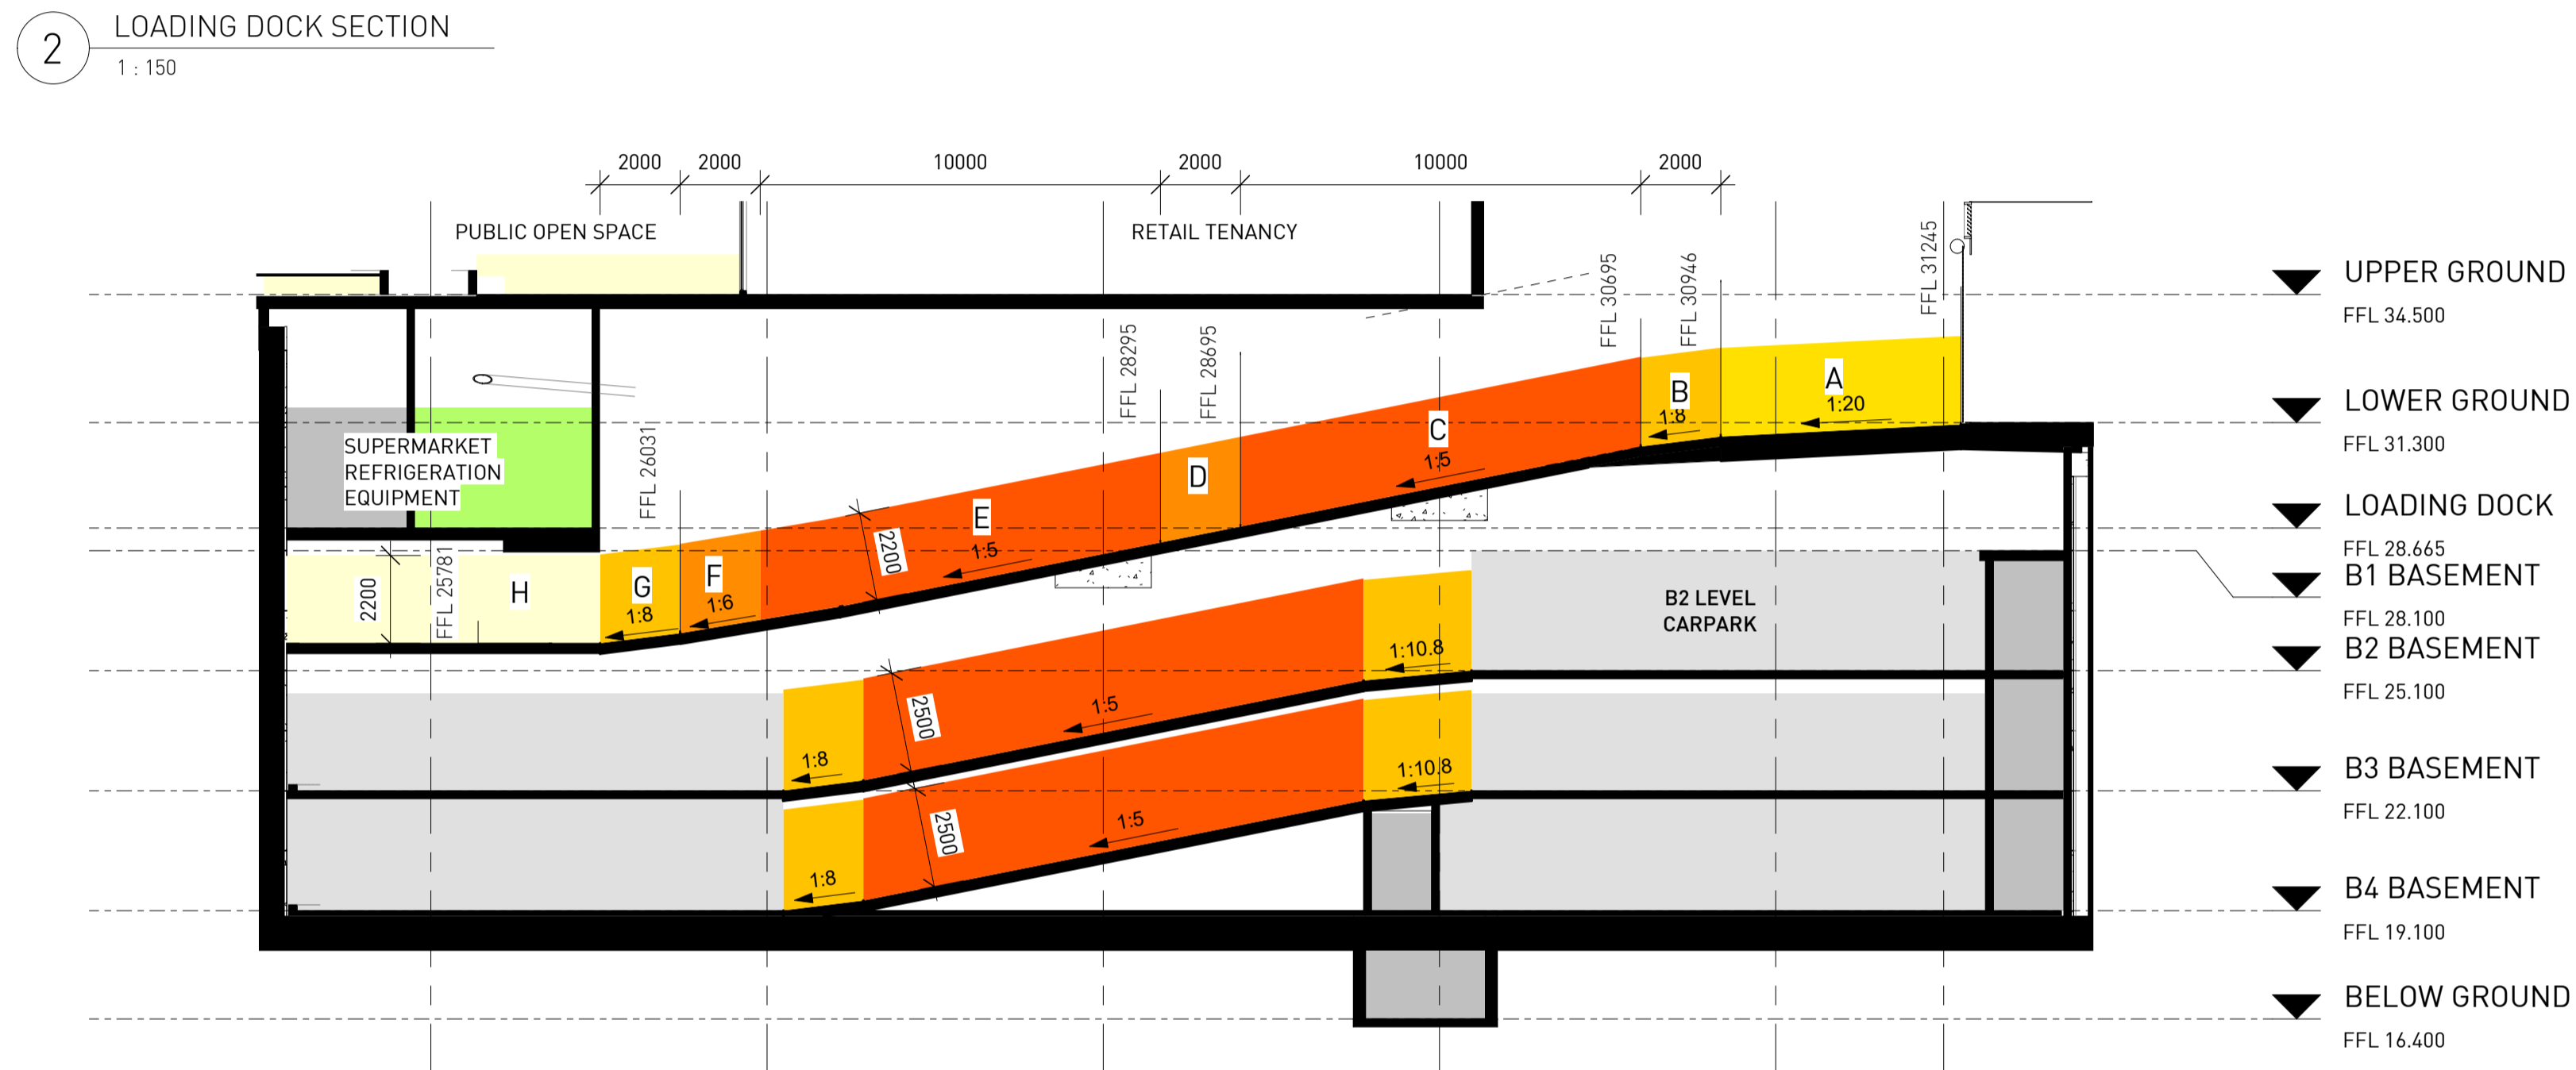 2
LOADING DOCK SECTION
1 : 150
2000
2000
10000
2000
10000
2000
PUBLIC OPEN SPACE
RETAIL TENANCY
FFL 31245
FFL 30695
FFL 30946
FFL 28295
FFL 28695
FFL 26031
FFL 25781
SUPERMARKET
REFRIGERATION
EQUIPMENT
A
1:20
B
1:8
C
1:5
D
E
1:5
2200
F
1:6
G
1:8
H
2200
B2 LEVEL
CARPARK
1:10.8
1:5
2500
1:8
1:10.8
1:5
2500
1:8
UPPER GROUND
FFL 34.500
LOWER GROUND
FFL 31.300
LOADING DOCK
FFL 28.665
B1 BASEMENT
FFL 28.100
B2 BASEMENT
FFL 25.100
B3 BASEMENT
FFL 22.100
B4 BASEMENT
FFL 19.100
BELOW GROUND
FFL 16.400